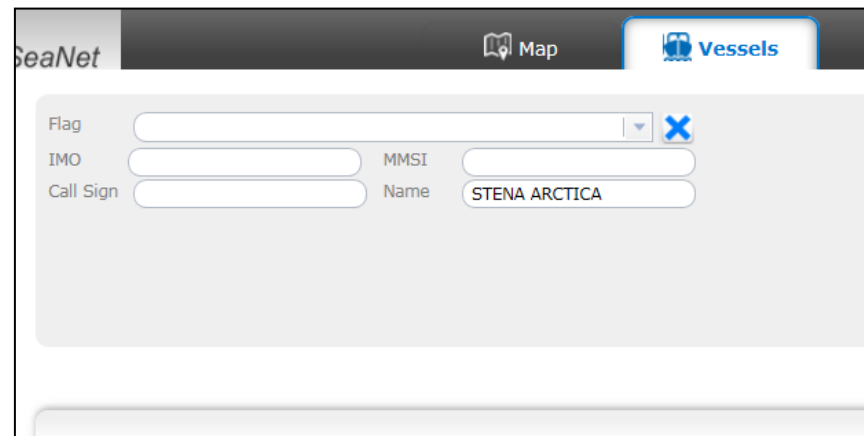 SeaNet Map Vessels
Flag
IMO MMSI
Call Sign Name STENA ARCTICA